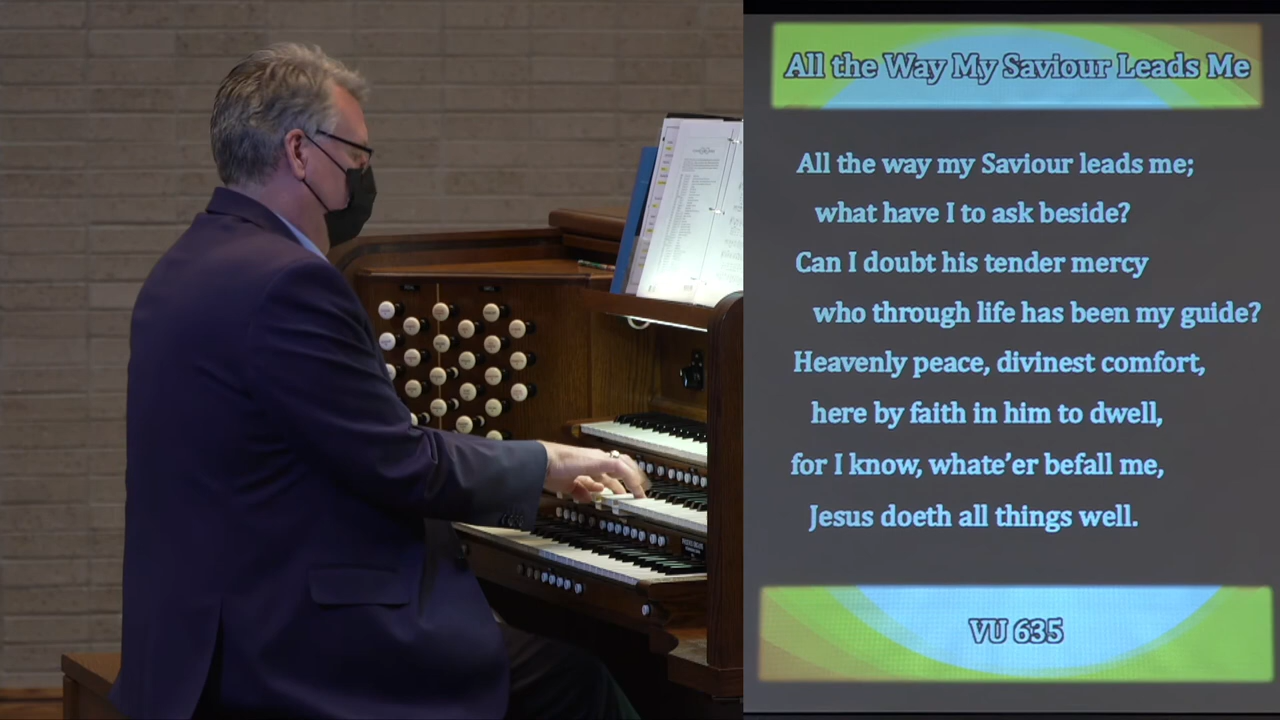 All the Way My Saviour Leads Me
All the way my Saviour leads me;
what have I to ask beside?
Can I doubt his tender mercy
who through life has been my guide?
Heavenly peace, divinest comfort,
here by faith in him to dwell,
for I know, whate’er befall me,
Jesus doeth all things well.
VU 635